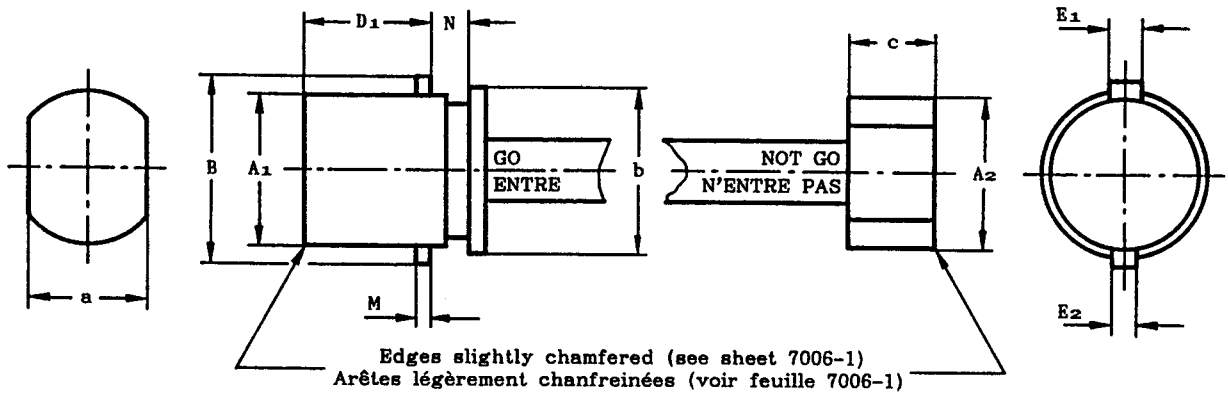 D1
N
E1
c
B
A1
GO
ENTRE
b
NOT GO
N'ENTRE PAS
A2
a
M
E2
Edges slightly chamfered (see sheet 7006-1)
Arêtes légèrement chanfreinées (voir feuille 7006-1)